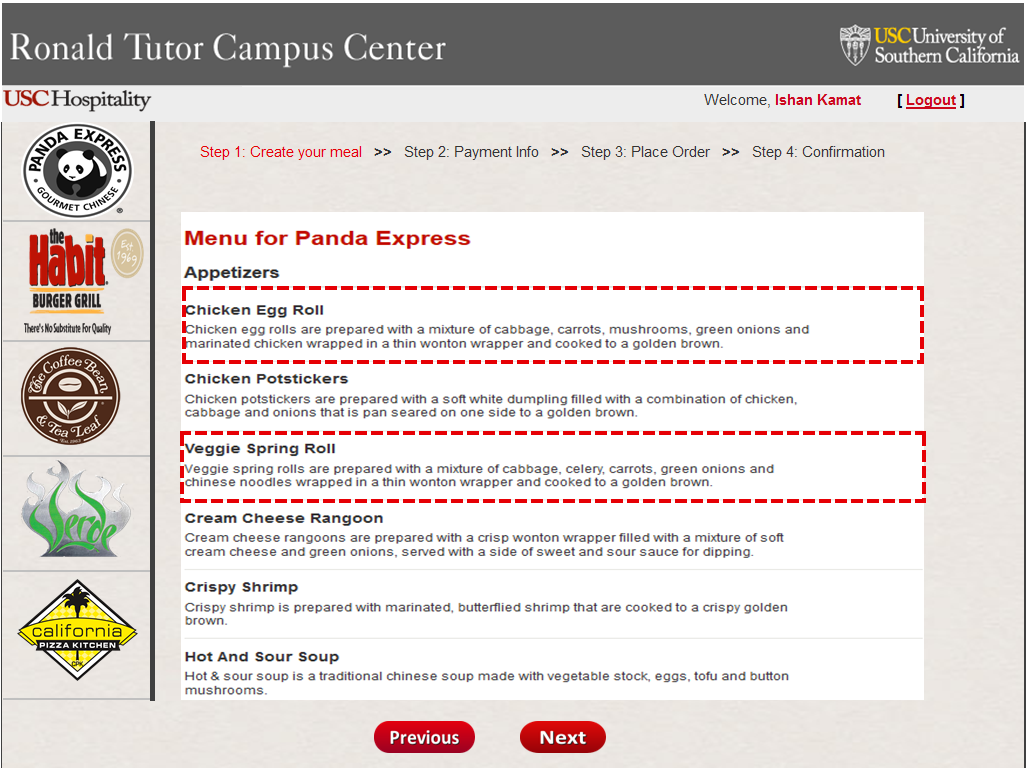 Ronald Tutor Campus Center
USC University of
Southern California
USC Hospitality
Welcome, Ishan Kamat [ Logout ]
PANDA EXPRESS
GOURMET CHINESE
®
the
Habit
Est.
1969
BURGER GRILL
There's No Substitute For Quality
The Coffee Bean
& Tea Leaf
Est. 1963
Verde
california
PIZZA KITCHEN
CPK
Step 1: Create your meal >> Step 2: Payment Info >> Step 3: Place Order >> Step 4: Confirmation
Menu for Panda Express
Appetizers
Chicken Egg Roll
Chicken egg rolls are prepared with a mixture of cabbage, carrots, mushrooms, green onions and
marinated chicken wrapped in a thin wonton wrapper and cooked to a golden brown.
Chicken Potstickers
Chicken potstickers are prepared with a soft white dumpling filled with a combination of chicken,
cabbage and onions that is pan seared on one side to a golden brown.
Veggie Spring Roll
Veggie spring rolls are prepared with a mixture of cabbage, celery, carrots, green onions and
chinese noodles wrapped in a thin wonton wrapper and cooked to a golden brown.
Cream Cheese Rangoon
Cream cheese rangoons are prepared with a crisp wonton wrapper filled with a mixture of soft
cream cheese and green onions, served with a side of sweet and sour sauce for dipping.
Crispy Shrimp
Crispy shrimp is prepared with marinated, butterflied shrimp that are cooked to a crispy golden
brown.
Hot And Sour Soup
Hot & sour soup is a traditional chinese soup made with vegetable stock, eggs, tofu and button
mushrooms.
Previous
Next